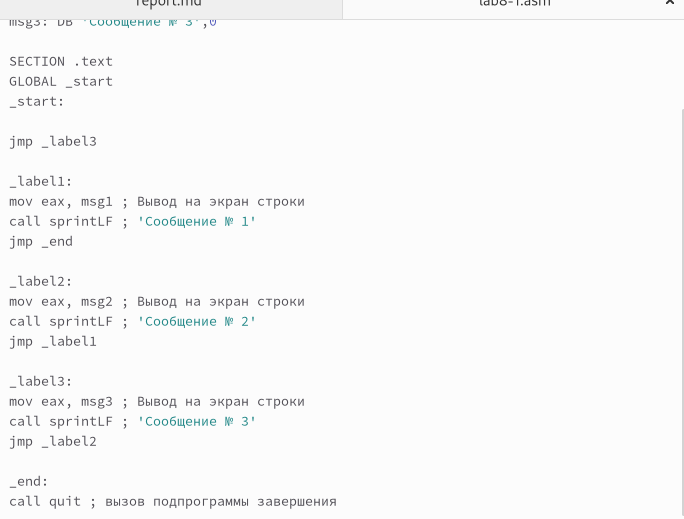 report.md
lab8-1.asm
msg3: DB 'Сообщение № 3',0
SECTION .text
GLOBAL _start
_start:
jmp _label3
_label1:
mov eax, msg1 ; Вывод на экран строки
call sprintLF ; 'Сообщение № 1'
jmp _end
_label2:
mov eax, msg2 ; Вывод на экран строки
call sprintLF ; 'Сообщение № 2'
jmp _label1
_label3:
mov eax, msg3 ; Вывод на экран строки
call sprintLF ; 'Сообщение № 3'
jmp _label2
_end:
call quit ; вызов подпрограммы завершения